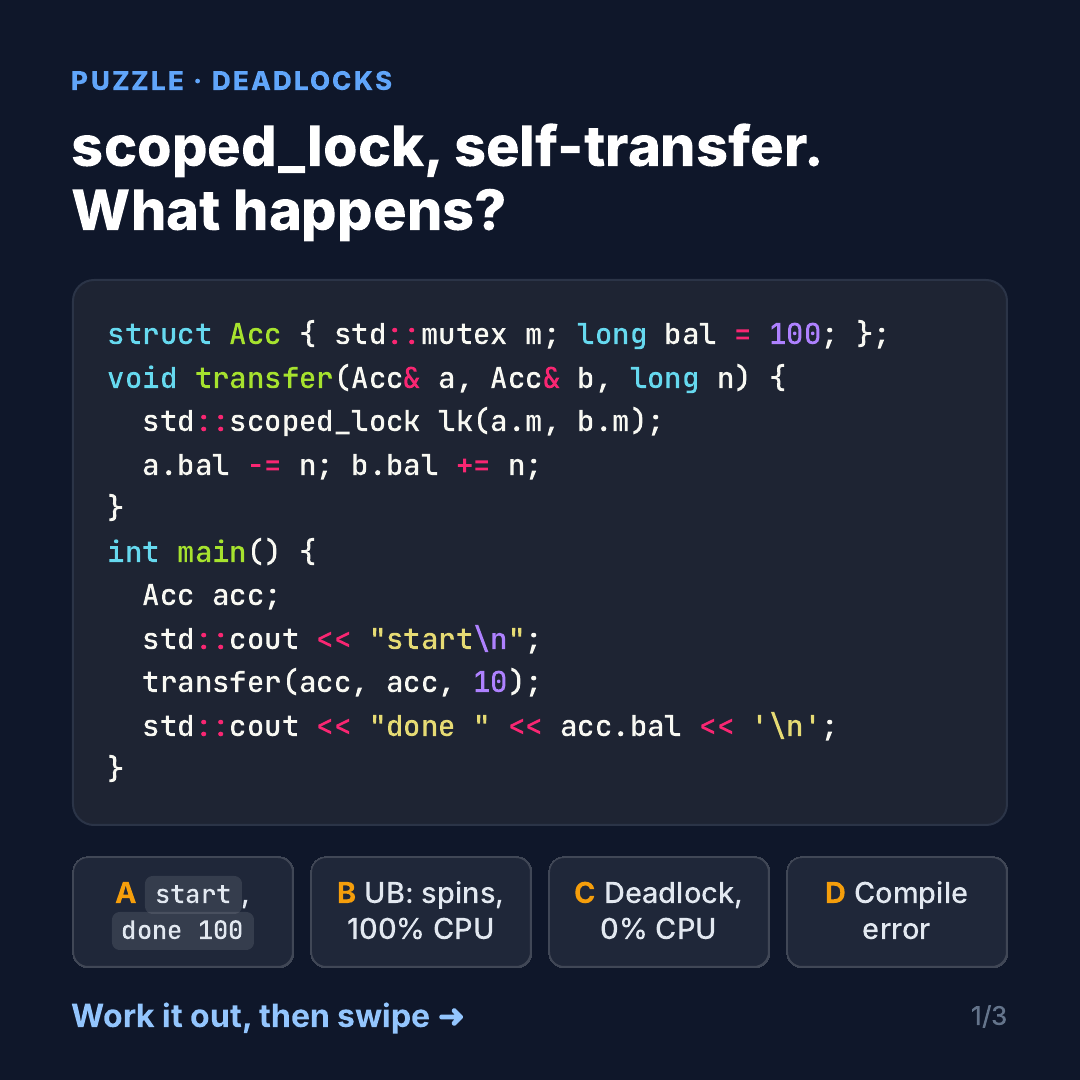 PUZZLE · DEADLOCKS
scoped_lock, self-transfer.
What happens?
struct Acc { std::mutex m; long bal = 100; };
void transfer(Acc& a, Acc& b, long n) {
  std::scoped_lock lk(a.m, b.m);
  a.bal -= n; b.bal += n;
}
int main() {
  Acc acc;
  std::cout << "start\n";
  transfer(acc, acc, 10);
  std::cout << "done " << acc.bal << '\n';
}
A start,
done 100
B UB: spins,
100% CPU
C Deadlock,
0% CPU
D Compile
error
Work it out, then swipe ➜
1/3